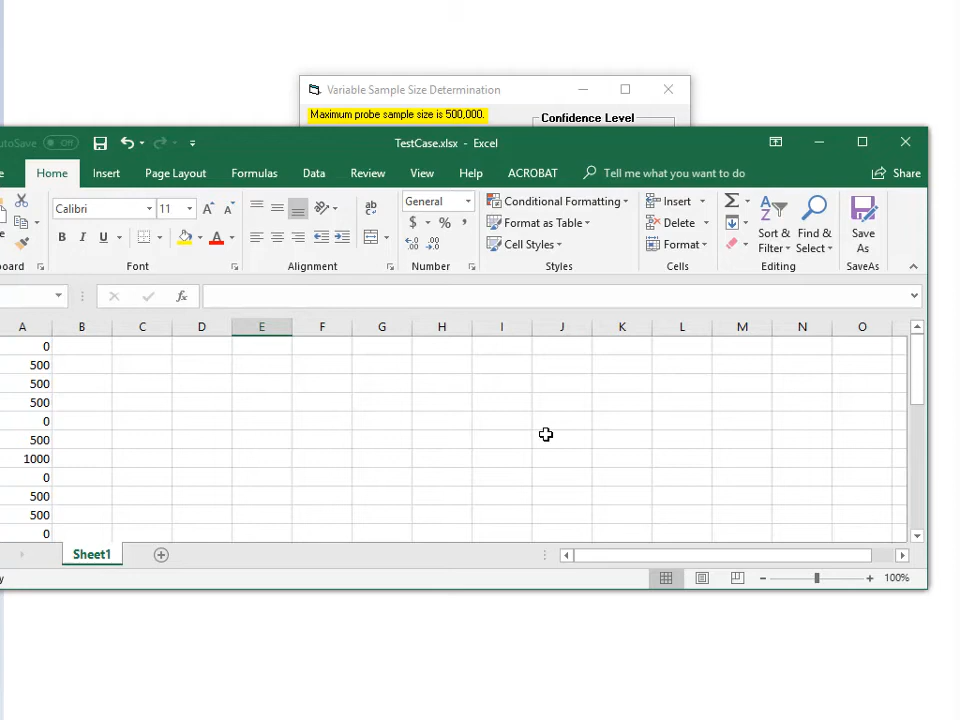 Variable Sample Size Determination
Maximum probe sample size is 500,000.
Confidence Level
AutoSave Off
TestCase.xlsx - Excel
Home Insert Page Layout Formulas Data Review View Help ACROBAT Tell me what you want to do Share
Calibri 11 General Conditional Formatting Insert
B I U A $ % , Format as Table Delete Sort & Filter Find & Select Save As
Cell Styles Format
Font Alignment Number Styles Cells Editing SaveAs
fx
A B C D E F G H I J K L M N O
0
500
500
500
0
500
1000
0
500
500
0
Sheet1
100%